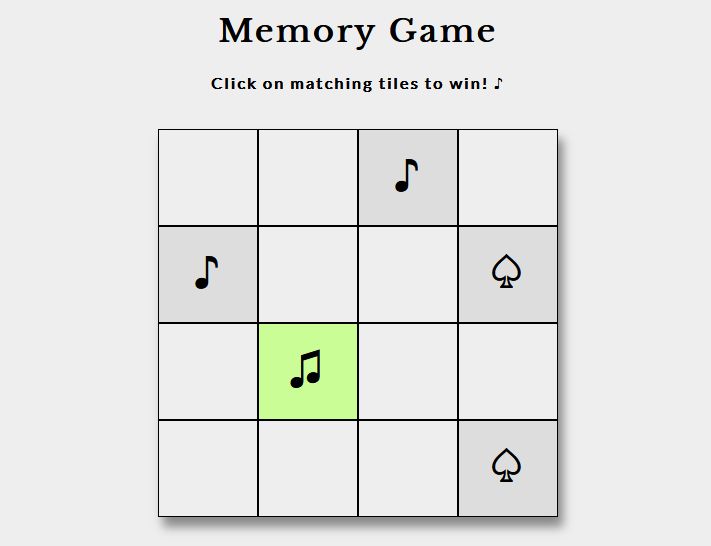 Memory Game
Click on matching tiles to win! ♪
♪
♪ ♤
♫
♤